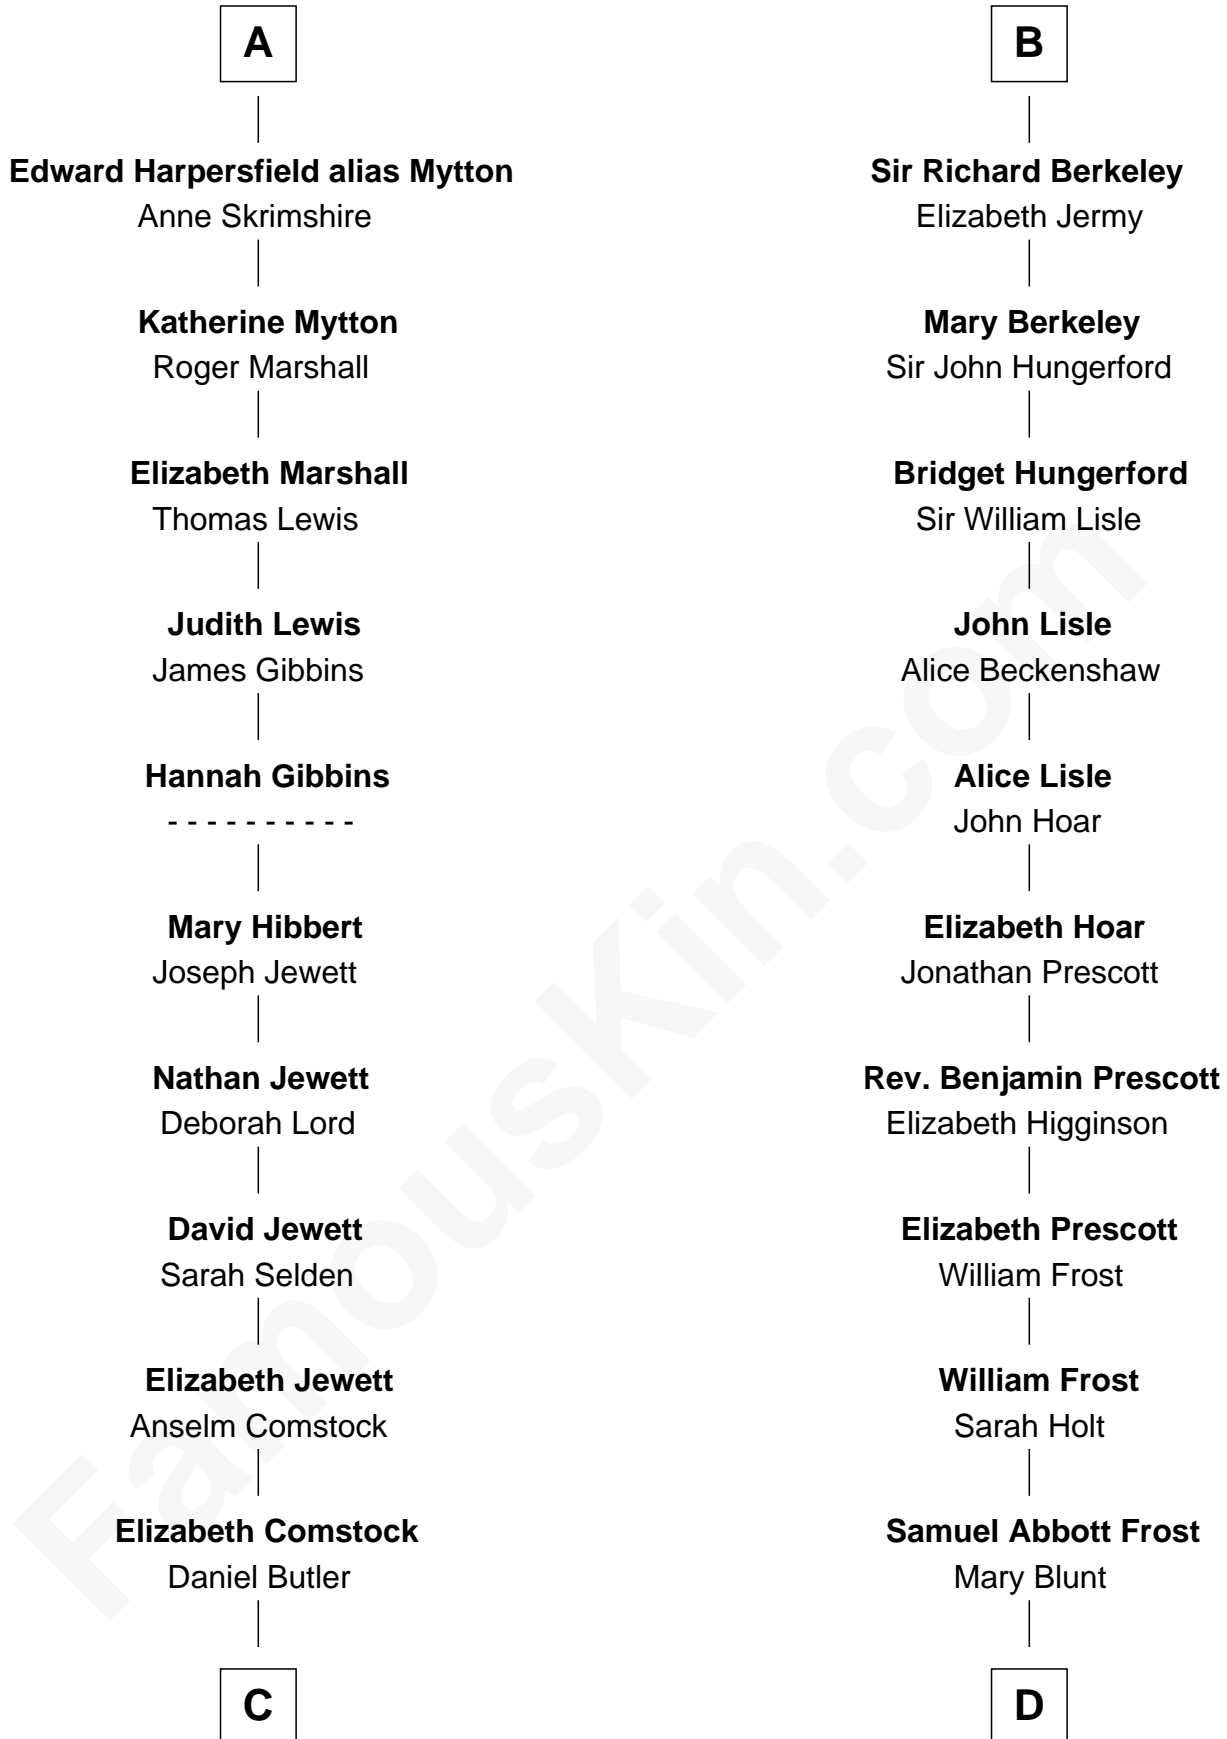 A
Edward Harpersfield alias Mytton
Anne Skrimshire
Katherine Mytton
Roger Marshall
Elizabeth Marshall
Thomas Lewis
Judith Lewis
James Gibbins
Hannah Gibbins
- - - - - - - - - -
Mary Hibbert
Joseph Jewett
Nathan Jewett
Deborah Lord
David Jewett
Sarah Selden
Elizabeth Jewett
Anselm Comstock
Elizabeth Comstock
Daniel Butler
C
B
Sir Richard Berkeley
Elizabeth Jermy
Mary Berkeley
Sir John Hungerford
Bridget Hungerford
Sir William Lisle
John Lisle
Alice Beckenshaw
Alice Lisle
John Hoar
Elizabeth Hoar
Jonathan Prescott
Rev. Benjamin Prescott
Elizabeth Higginson
Elizabeth Prescott
William Frost
William Frost
Sarah Holt
Samuel Abbott Frost
Mary Blunt
D
FamousKin.com